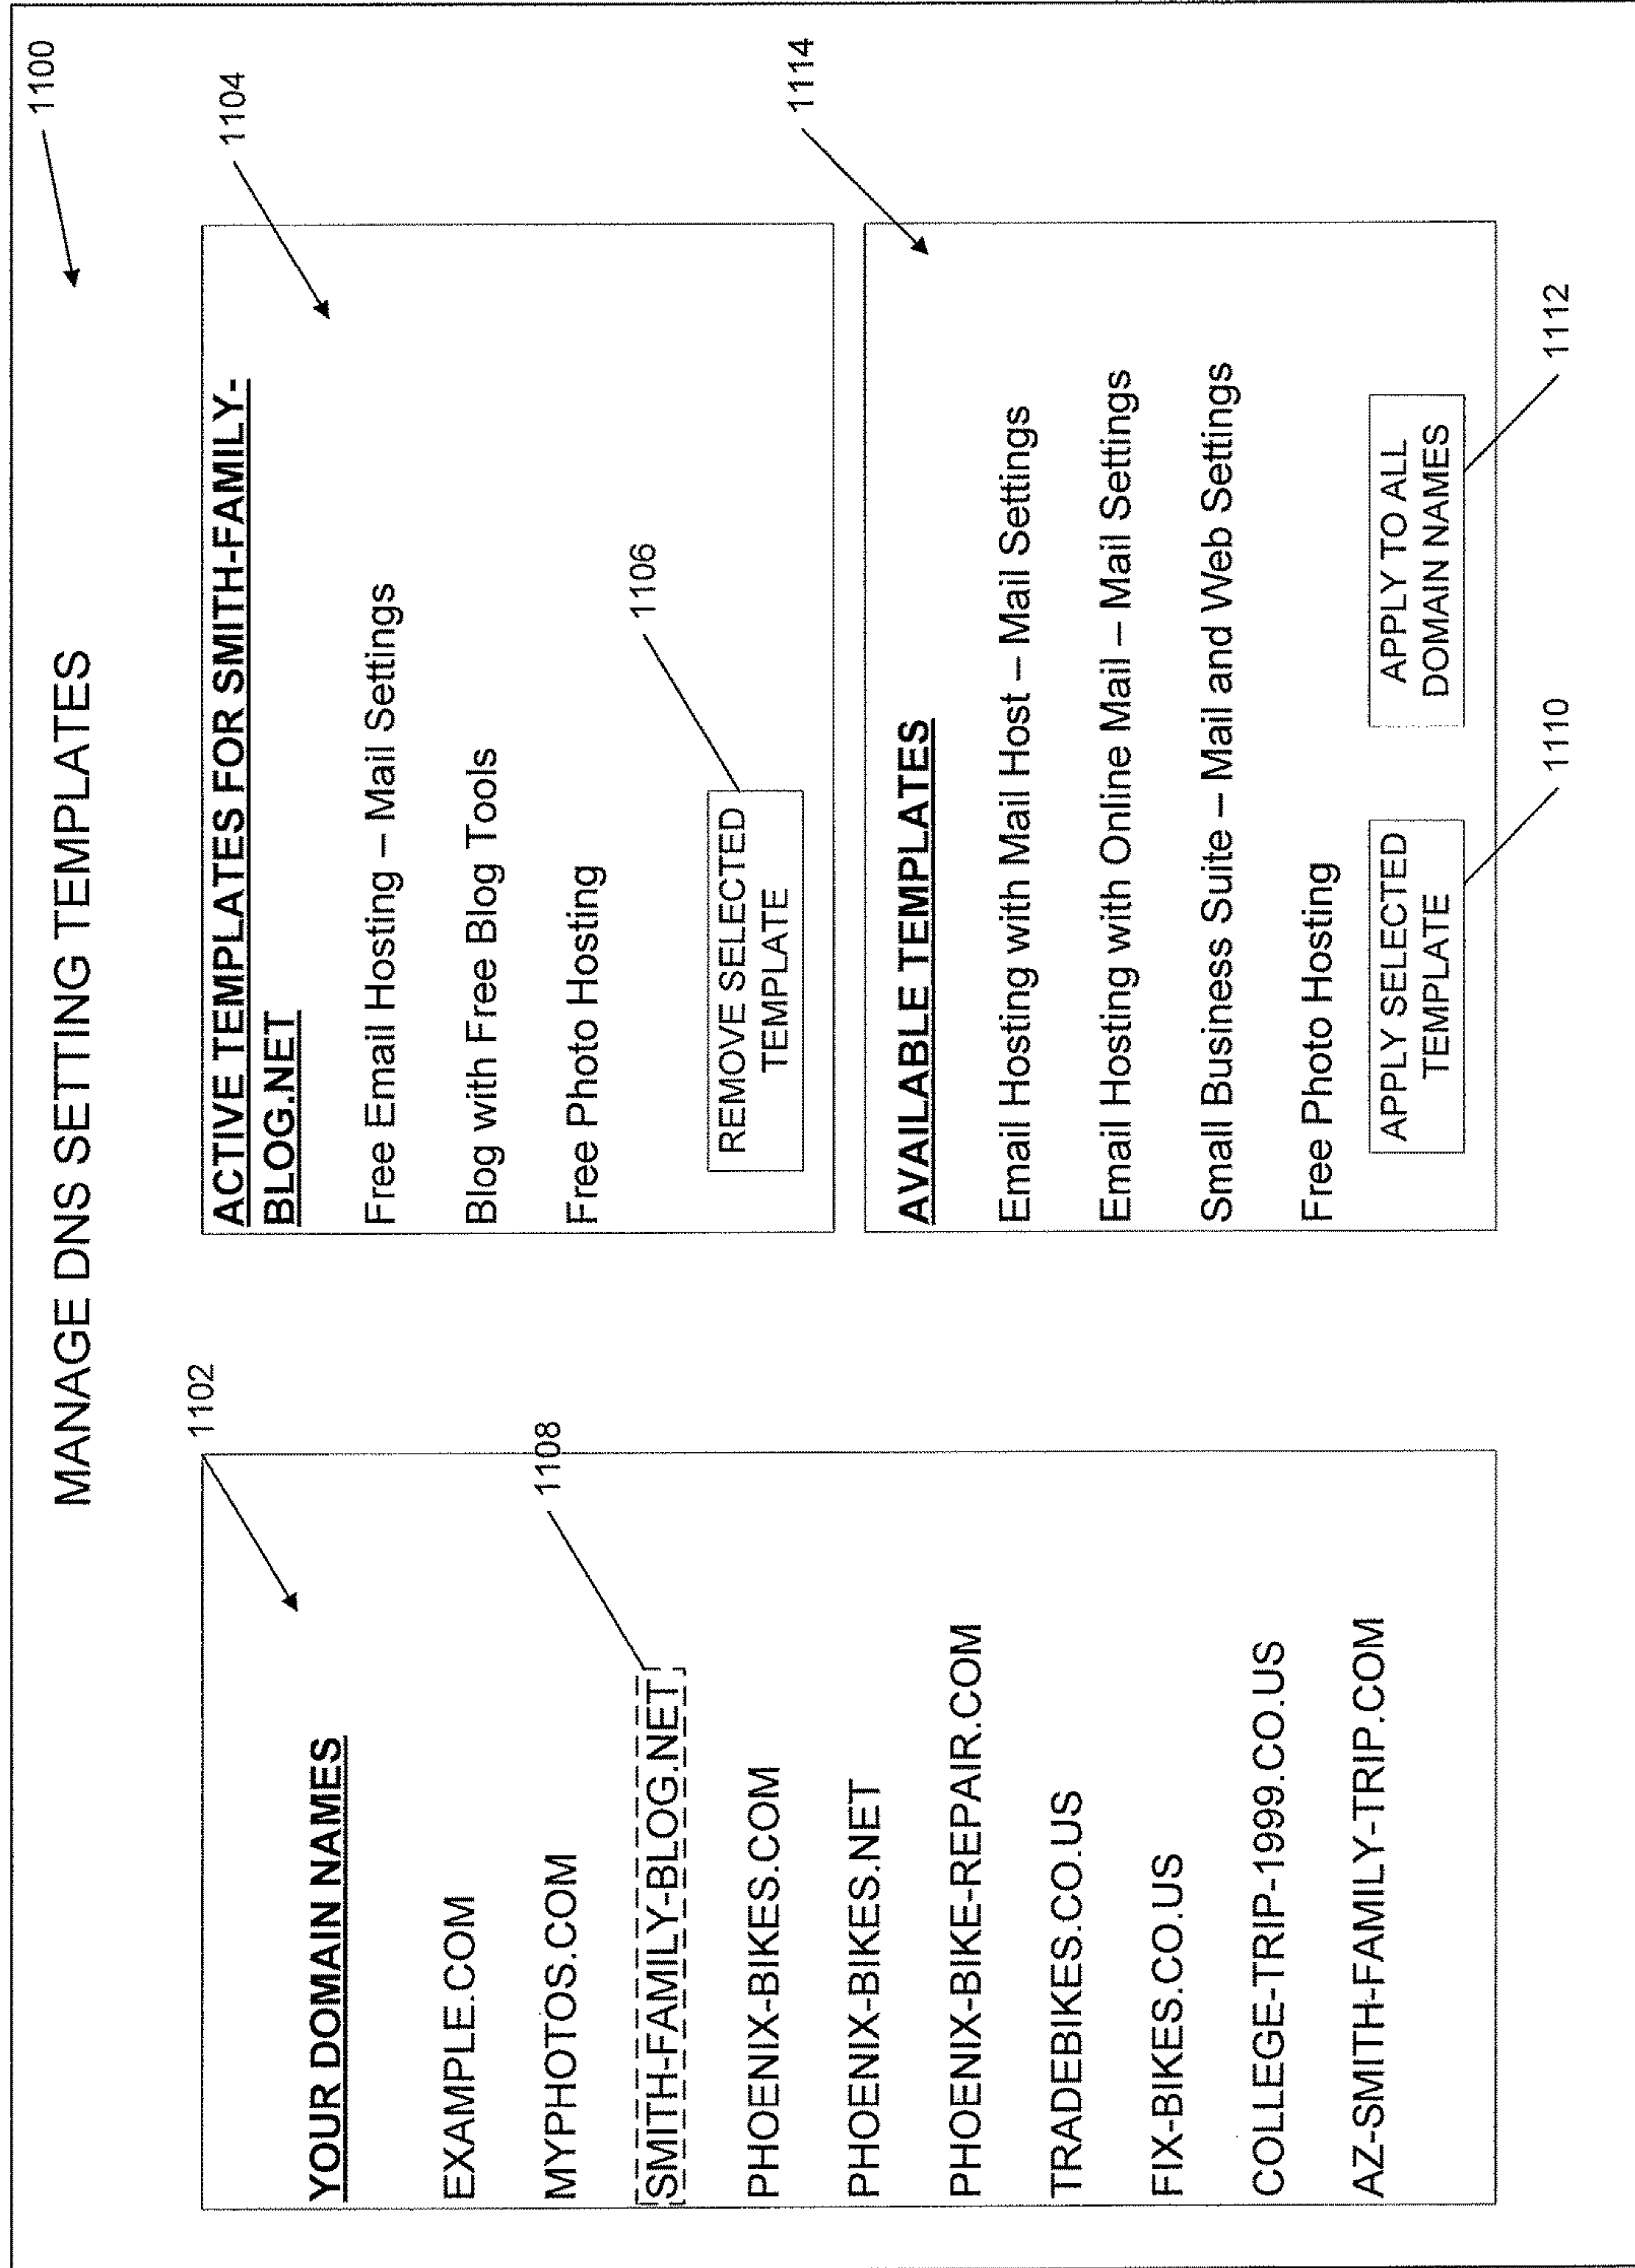 MANAGE DNS SETTING TEMPLATES
1100
1102
YOUR DOMAIN NAMES
EXAMPLE.COM
MYPHOTOS.COM
1108
SMITH-FAMILY-BLOG.NET
PHOENIX-BIKES.COM
PHOENIX-BIKES.NET
PHOENIX-BIKE-REPAIR.COM
TRADEBIKES.CO.US
FIX-BIKES.CO.US
COLLEGE-TRIP-1999.CO.US
AZ-SMITH-FAMILY-TRIP.COM
1104
ACTIVE TEMPLATES FOR SMITH-FAMILY-
BLOG.NET
Free Email Hosting – Mail Settings
Blog with Free Blog Tools
Free Photo Hosting
1106
REMOVE SELECTED
TEMPLATE
1114
AVAILABLE TEMPLATES
Email Hosting with Mail Host – Mail Settings
Email Hosting with Online Mail – Mail Settings
Small Business Suite – Mail and Web Settings
Free Photo Hosting
APPLY SELECTED
TEMPLATE
APPLY TO ALL
DOMAIN NAMES
1110
1112